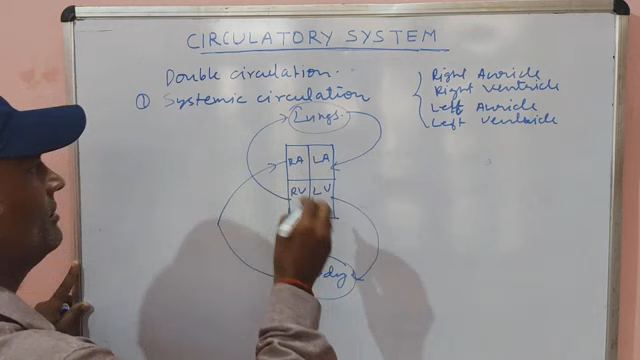 CIRCULATORY SYSTEM
Double circulation.
① Systemic circulation
Right Auricle
Right ventricle
Left Auricle
Left ventricle
Lungs
RA LA
RV LV